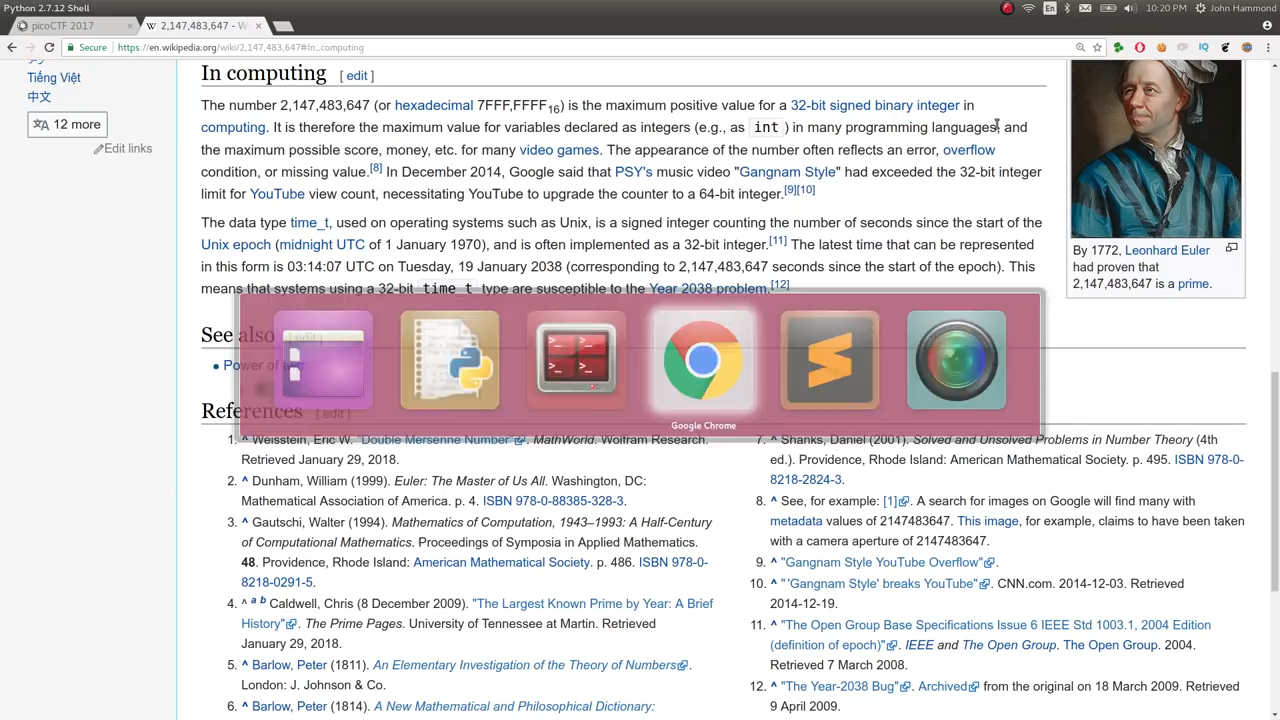 Python 2.7.12 Shell
En
10:20 PM
John Hammond
picoCTF 2017
2,147,483,647 - W
Secure
https://en.wikipedia.org/wiki/2,147,483,647#In_computing
Tiếng Việt
中文
12 more
Edit links
In computing [ edit ]
The number 2,147,483,647 (or hexadecimal 7FFF,FFFF16) is the maximum positive value for a 32-bit signed binary integer in
computing. It is therefore the maximum value for variables declared as integers (e.g., as int ) in many programming languages, and
the maximum possible score, money, etc. for many video games. The appearance of the number often reflects an error, overflow
condition, or missing value.[8] In December 2014, Google said that PSY's music video "Gangnam Style" had exceeded the 32-bit integer
limit for YouTube view count, necessitating YouTube to upgrade the counter to a 64-bit integer.[9][10]
The data type time_t, used on operating systems such as Unix, is a signed integer counting the number of seconds since the start of the
Unix epoch (midnight UTC of 1 January 1970), and is often implemented as a 32-bit integer.[11] The latest time that can be represented
in this form is 03:14:07 UTC on Tuesday, 19 January 2038 (corresponding to 2,147,483,647 seconds since the start of the epoch). This
means that systems using a 32-bit time_t type are susceptible to the Year 2038 problem.[12]
By 1772, Leonhard Euler
had proven that
2,147,483,647 is a prime.
See also [ edit ]
Power of two
Google Chrome
References [ edit ]
1. ^ Weisstein, Eric W. "Double Mersenne Number". MathWorld. Wolfram Research.
Retrieved January 29, 2018.
2. ^ Dunham, William (1999). Euler: The Master of Us All. Washington, DC:
Mathematical Association of America. p. 4. ISBN 978-0-88385-328-3.
3. ^ Gautschi, Walter (1994). Mathematics of Computation, 1943–1993: A Half-Century
of Computational Mathematics. Proceedings of Symposia in Applied Mathematics.
48. Providence, Rhode Island: American Mathematical Society. p. 486. ISBN 978-0-
8218-0291-5.
4. ^ a b Caldwell, Chris (8 December 2009). "The Largest Known Prime by Year: A Brief
History". The Prime Pages. University of Tennessee at Martin. Retrieved
January 29, 2018.
5. ^ Barlow, Peter (1811). An Elementary Investigation of the Theory of Numbers.
London: J. Johnson & Co.
6. ^ Barlow, Peter (1814). A New Mathematical and Philosophical Dictionary:
7. ^ Shanks, Daniel (2001). Solved and Unsolved Problems in Number Theory (4th
ed.). Providence, Rhode Island: American Mathematical Society. p. 495. ISBN 978-0-
8218-2824-3.
8. ^ See, for example: [1]. A search for images on Google will find many with
metadata values of 2147483647. This image, for example, claims to have been taken
with a camera aperture of 2147483647.
9. ^ "Gangnam Style YouTube Overflow".
10. ^ "'Gangnam Style' breaks YouTube". CNN.com. 2014-12-03. Retrieved
2014-12-19.
11. ^ "The Open Group Base Specifications Issue 6 IEEE Std 1003.1, 2004 Edition
(definition of epoch)". IEEE and The Open Group. The Open Group. 2004.
Retrieved 7 March 2008.
12. ^ "The Year-2038 Bug". Archived from the original on 18 March 2009. Retrieved
9 April 2009.